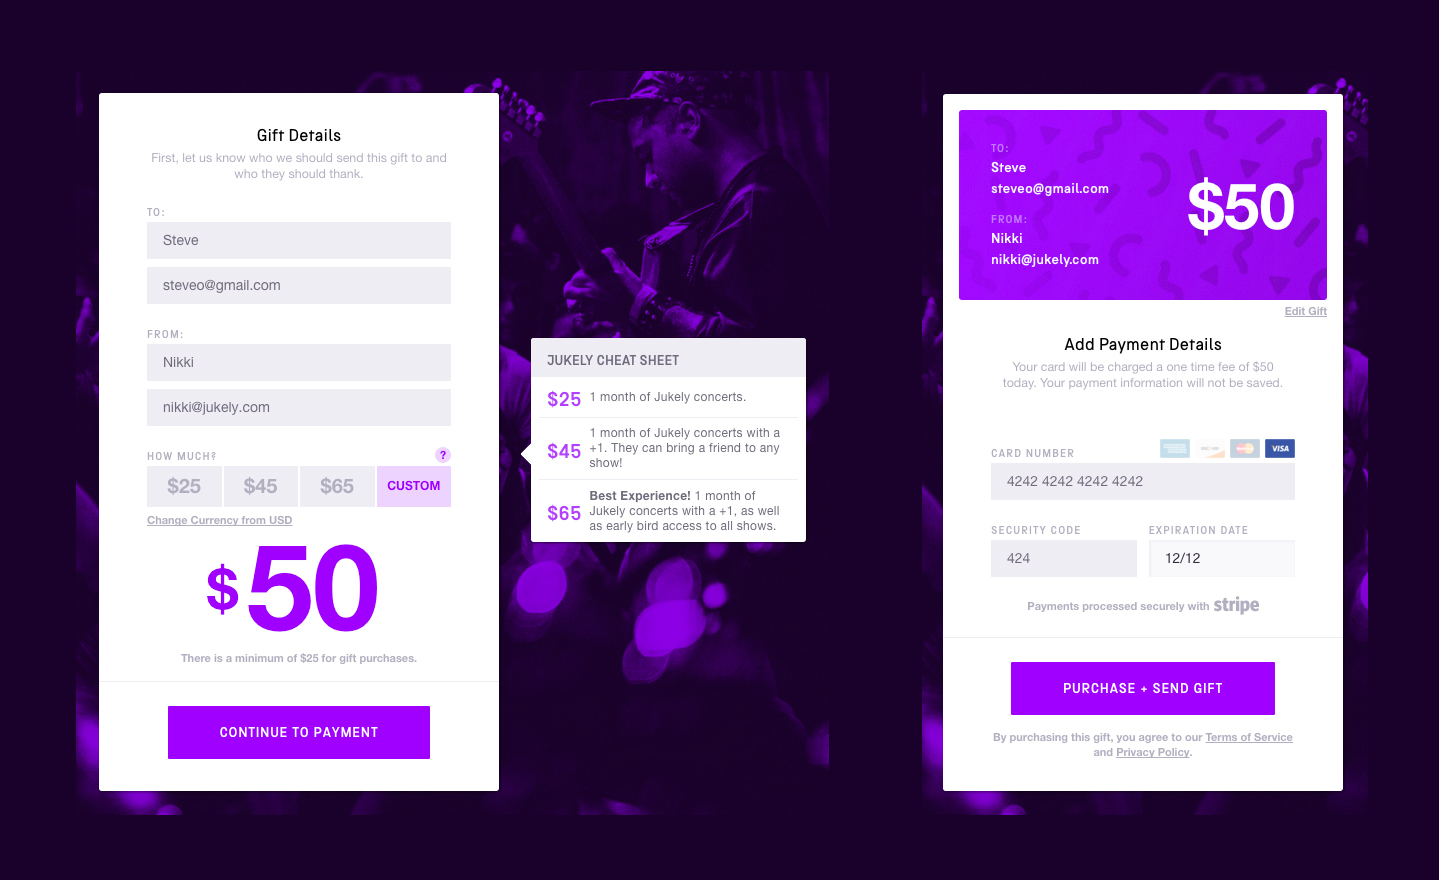 Gift Details
First, let us know who we should send this gift to and
who they should thank.
TO:
Steve
steveo@gmail.com
FROM:
Nikki
nikki@jukely.com
HOW MUCH?
?
$25
$45
$65
CUSTOM
Change Currency from USD
$50
There is a minimum of $25 for gift purchases.
CONTINUE TO PAYMENT
JUKELY CHEAT SHEET
$25
1 month of Jukely concerts.
$45
1 month of Jukely concerts with a
+1. They can bring a friend to any
show!
$65
Best Experience! 1 month of
Jukely concerts with a +1, as well
as early bird access to all shows.
TO:
Steve
steveo@gmail.com
FROM:
Nikki
nikki@jukely.com
$50
Edit Gift
Add Payment Details
Your card will be charged a one time fee of $50
today. Your payment information will not be saved.
CARD NUMBER
VISA
4242 4242 4242 4242
SECURITY CODE
EXPIRATION DATE
424
12/12
Payments processed securely with stripe
PURCHASE + SEND GIFT
By purchasing this gift, you agree to our Terms of Service
and Privacy Policy.